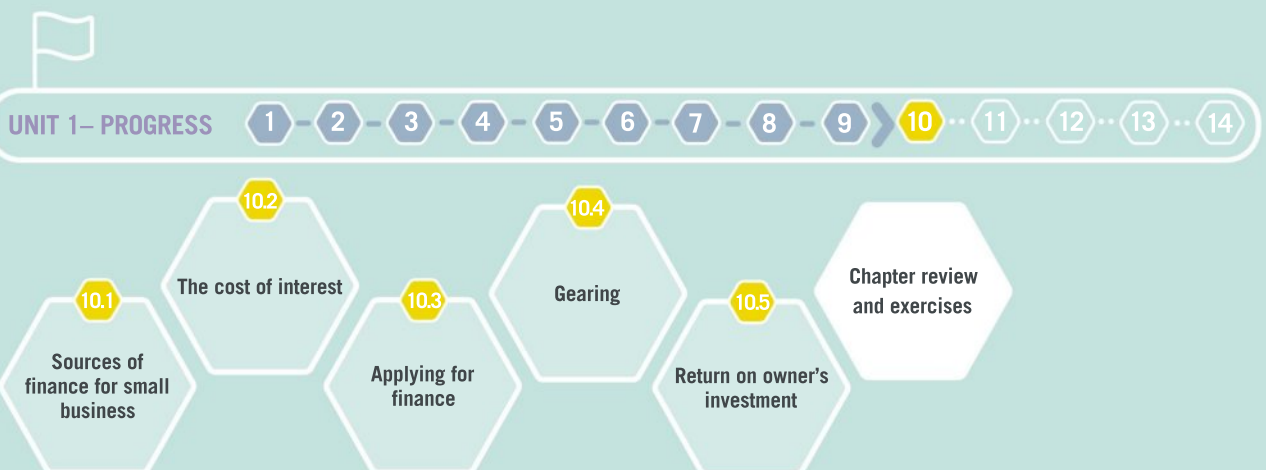 UNIT 1– PROGRESS
1
2
3
4
5
6
7
8
9
10
11
12
13
14
10.1
Sources of
finance for small
business
10.2
The cost of interest
10.3
Applying for
finance
10.4
Gearing
10.5
Return on owner's
investment
Chapter review
and exercises